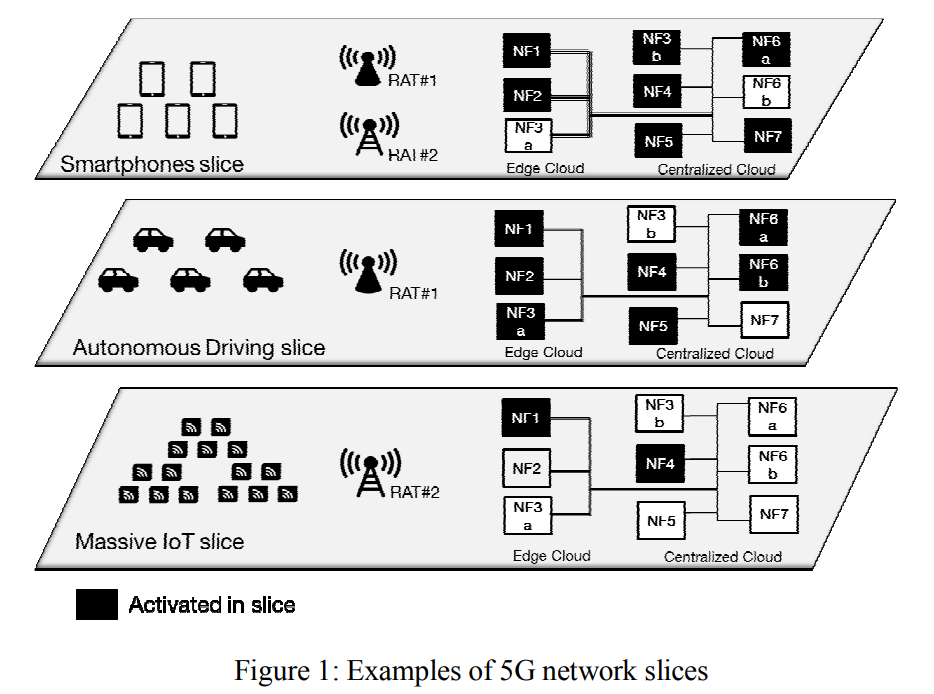 NF1
NF2
NF3
a
Edge Cloud
NF3
b
NF4
NF5
NF6
a
NF6
b
NF7
Centralized Cloud
RAT#1
RAT#2
Smartphones slice
NF1
NF2
NF3
a
Edge Cloud
NF3
b
NF4
NF5
NF6
a
NF6
b
NF7
Centralized Cloud
RAT#1
Autonomous Driving slice
NF1
NF2
NF3
a
Edge Cloud
NF3
b
NF4
NF5
NF6
a
NF6
b
NF7
Centralized Cloud
RAT#2
Massive IoT slice
Activated in slice
Figure 1: Examples of 5G network slices